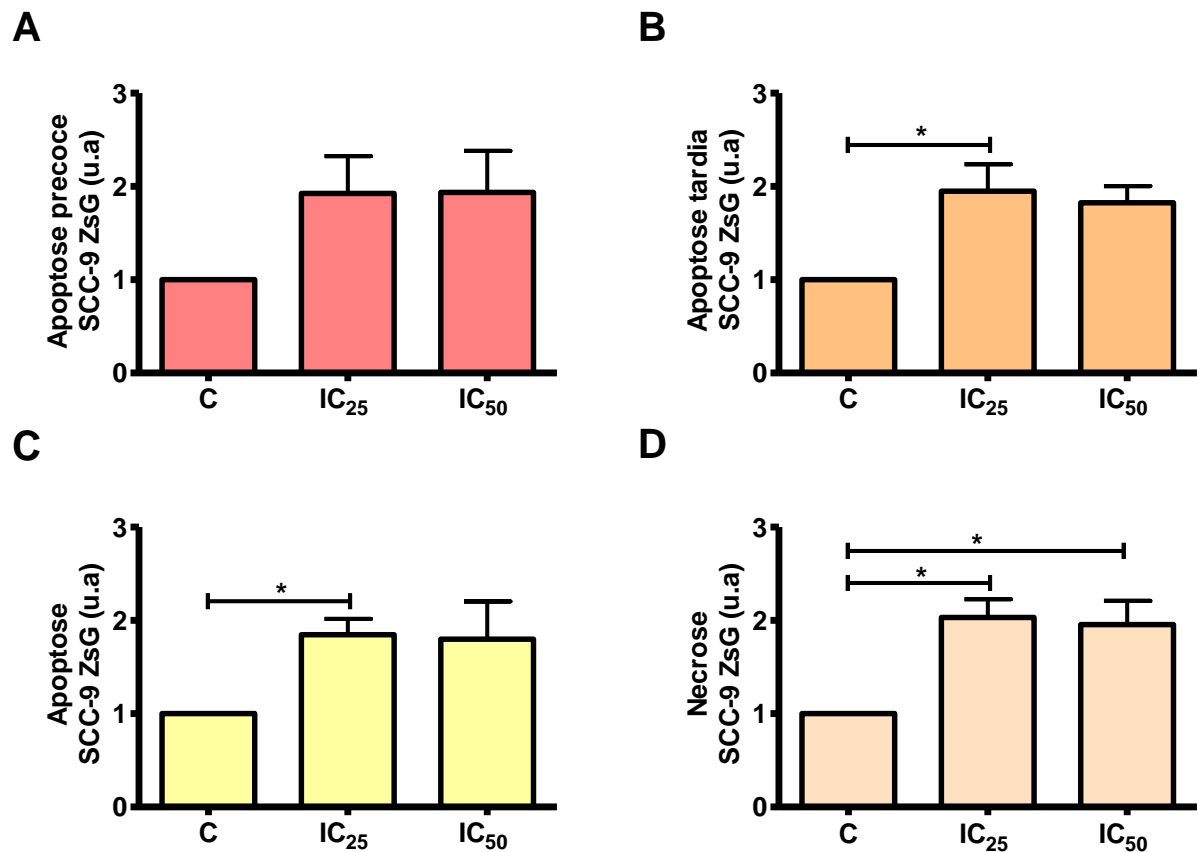 A
Apoptose precoce
SCC-9 ZsG (u.a)
3
2
1
0
C IC25 IC50
B
Apoptose tardia
SCC-9 ZsG (u.a)
3
2
1
0
*
C IC25 IC50
C
Apoptose
SCC-9 ZsG (u.a)
3
2
1
0
*
C IC25 IC50
D
Necrose
SCC-9 ZsG (u.a)
3
2
1
0
*
*
C IC25 IC50